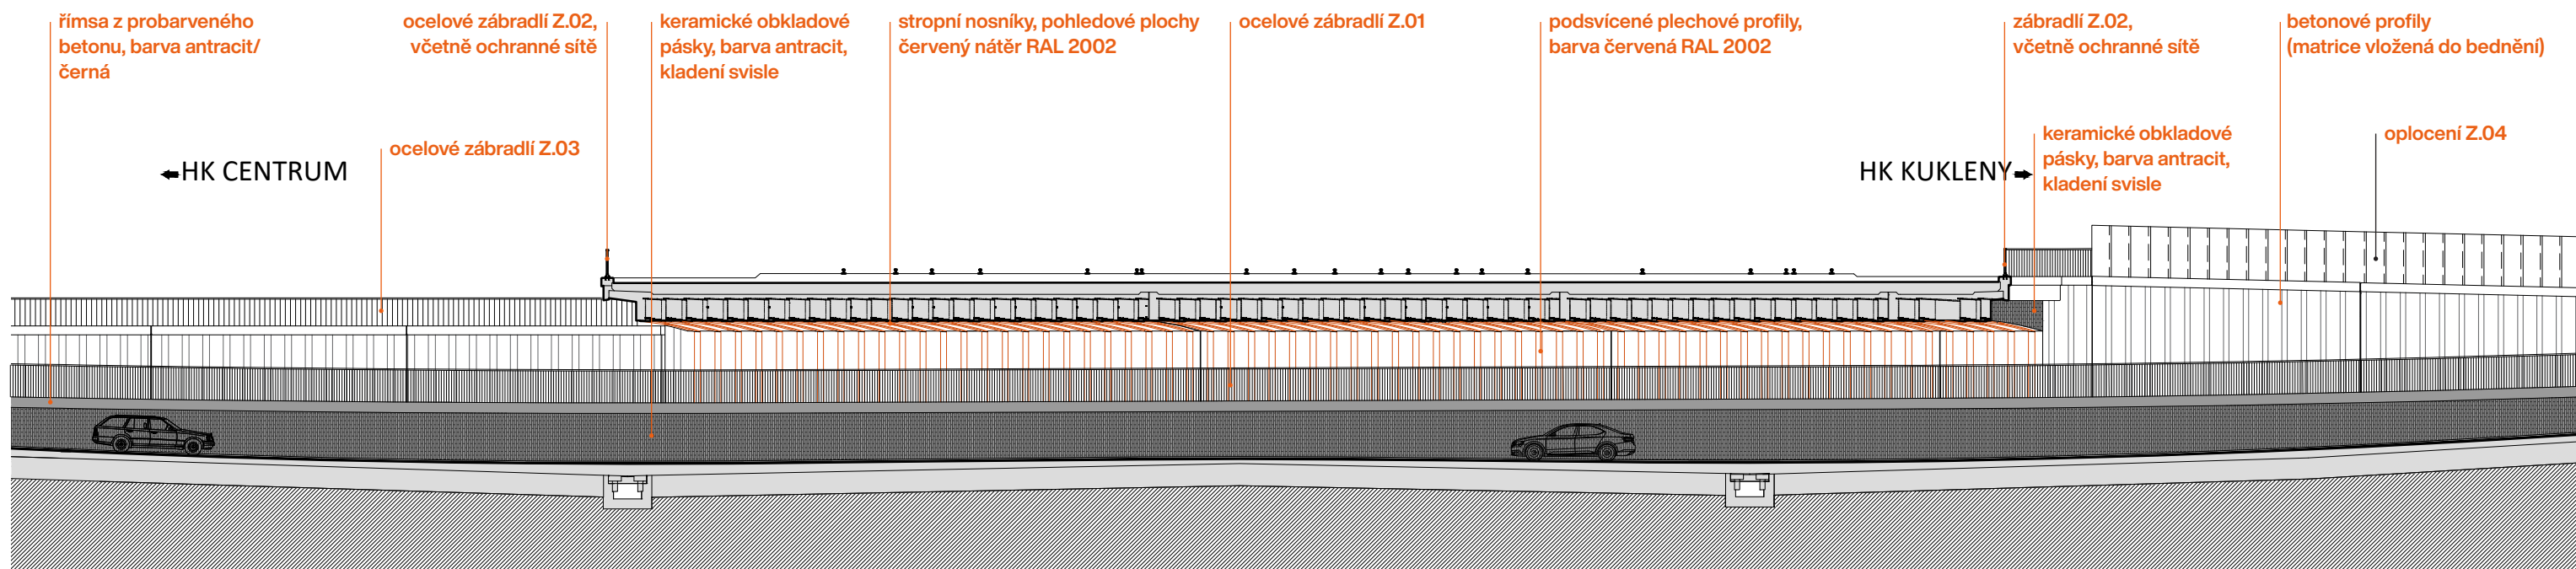 římsa z probarveného
betonu, barva antracit/
černá
ocelové zábradlí Z.02,
včetně ochranné sítě
keramické obkladové
pásky, barva antracit,
kladení svisle
stropní nosníky, pohledové plochy
červený nátěr RAL 2002
ocelové zábradlí Z.01
podsvícené plechové profily,
barva červená RAL 2002
zábradlí Z.02,
včetně ochranné sítě
betonové profily
(matrice vložená do bednění)
ocelové zábradlí Z.03
keramické obkladové
pásky, barva antracit,
kladení svisle
oplocení Z.04
HK CENTRUM
HK KUKLENY